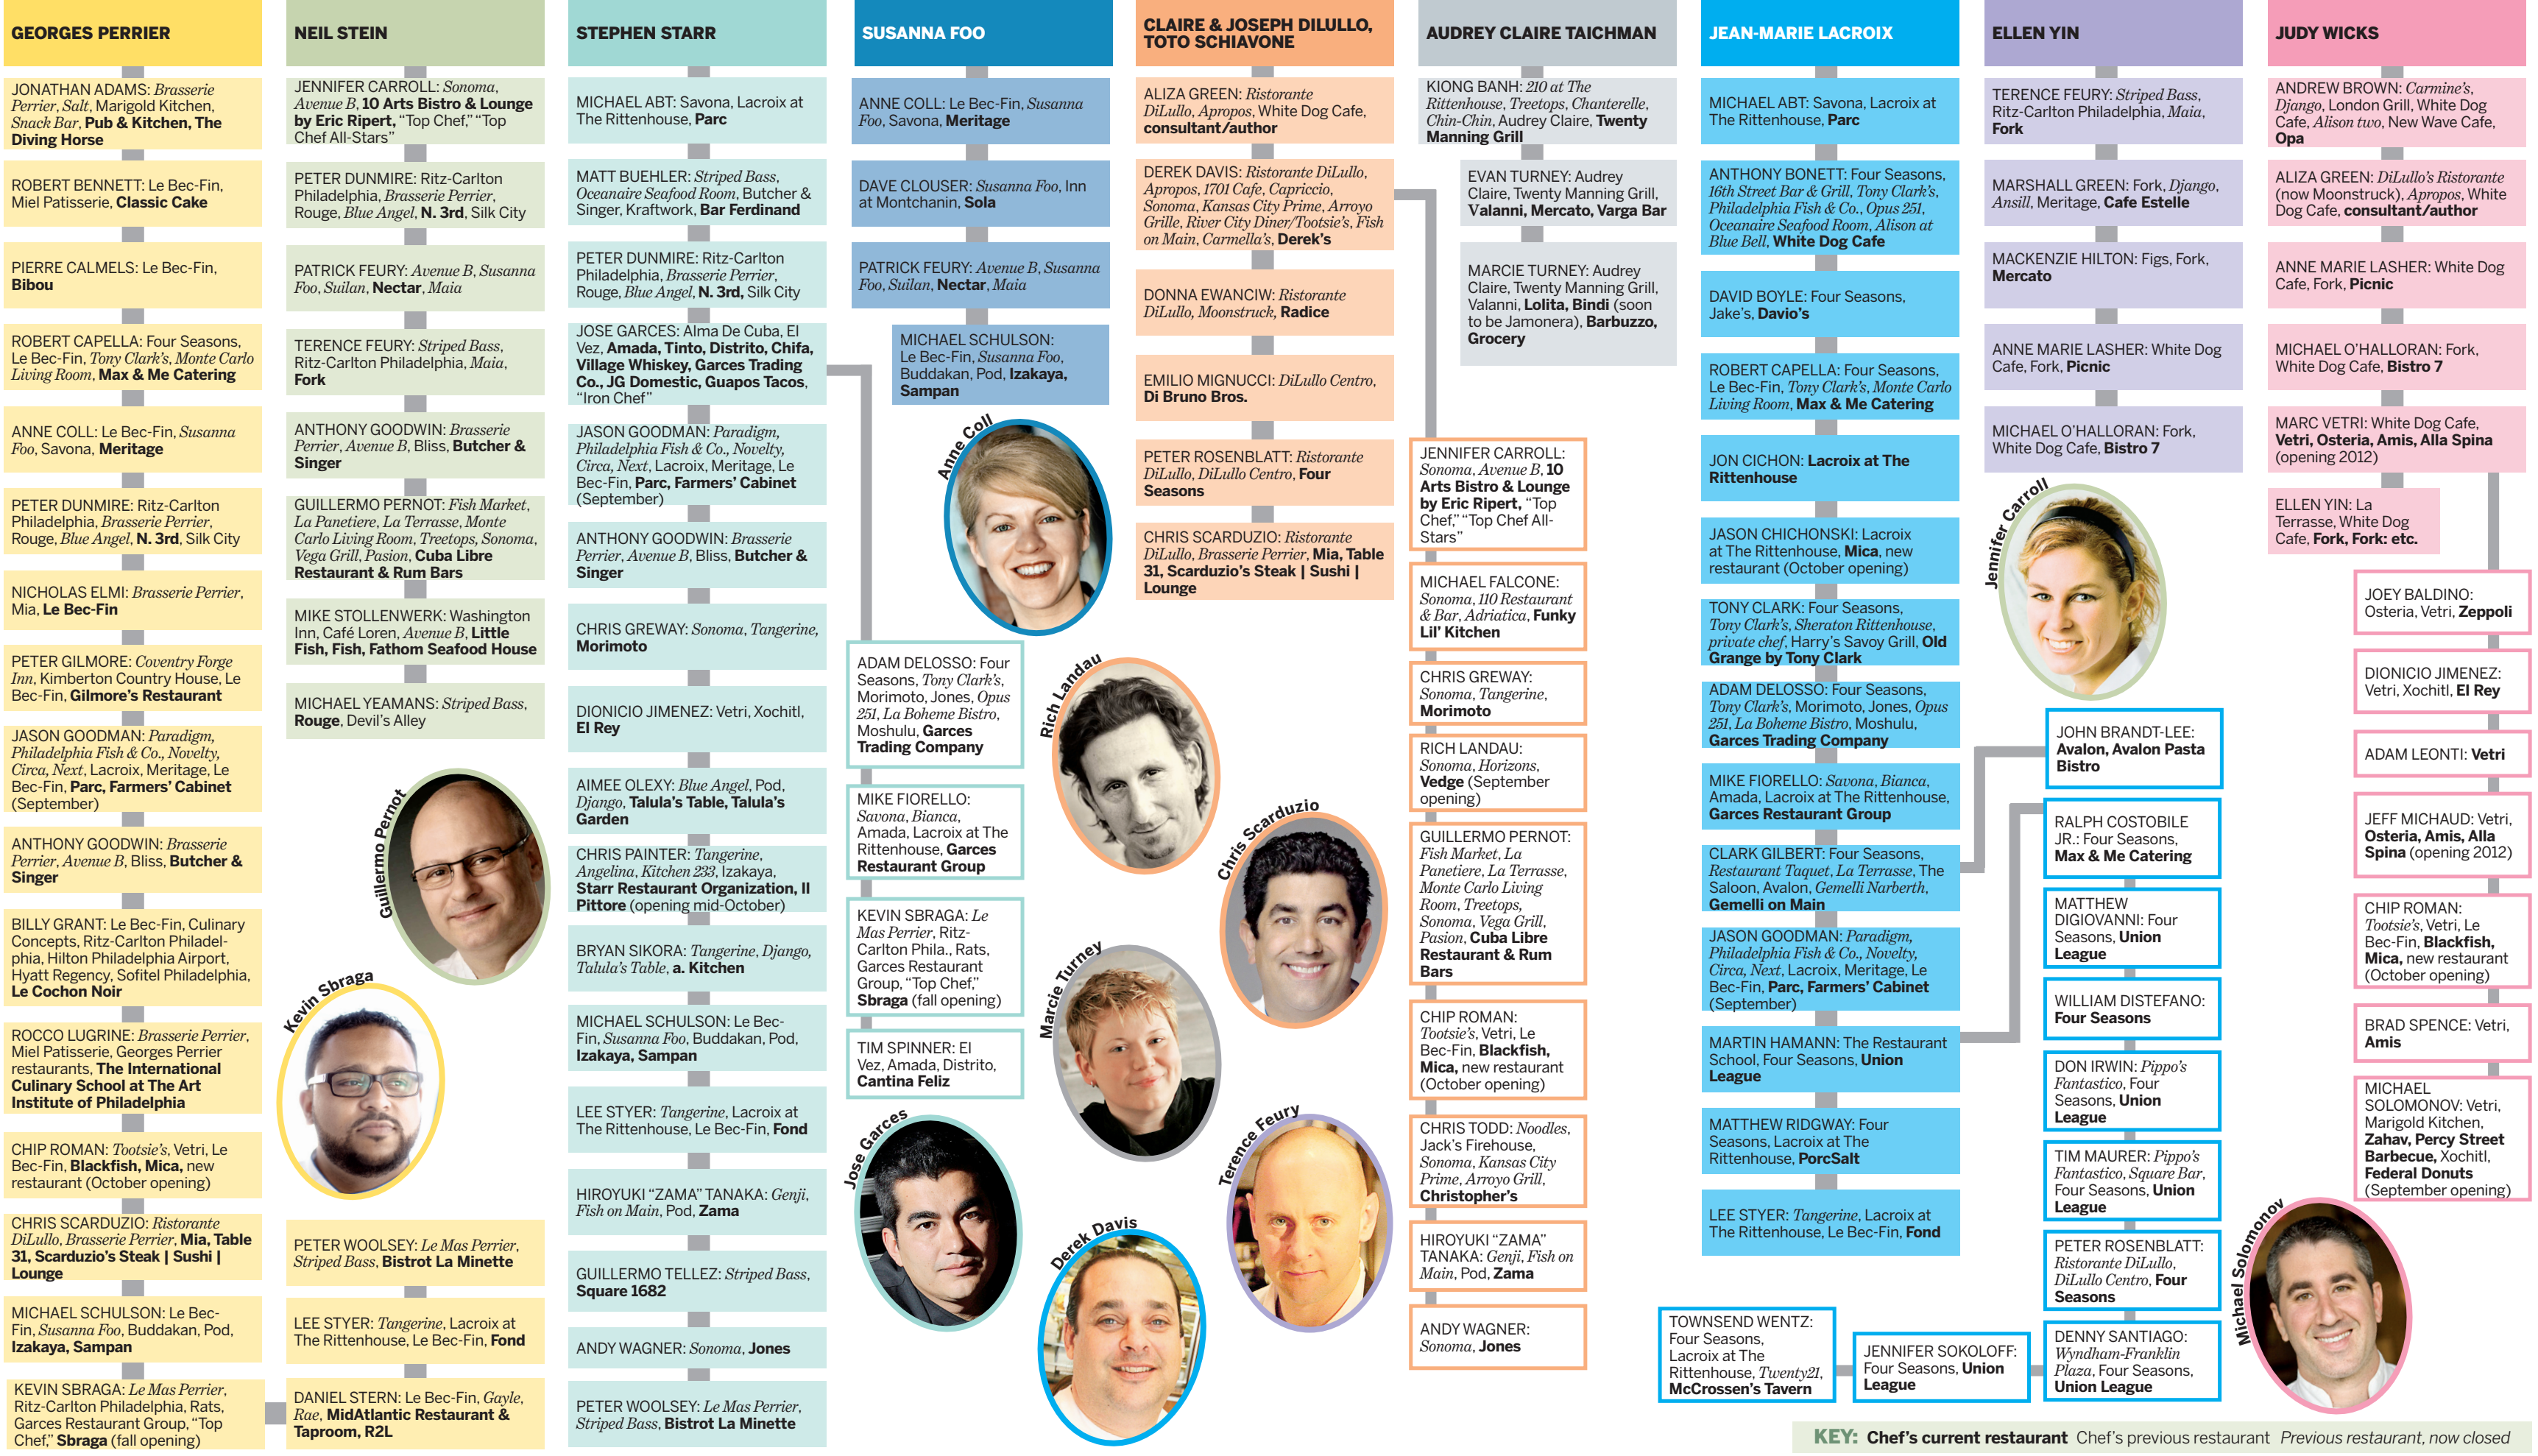 GEORGES PERRIER
JONATHAN ADAMS: Brasserie
Perrier, Salt, Marigold Kitchen,
Snack Bar, Pub & Kitchen, The
Diving Horse
ROBERT BENNETT: Le Bec-Fin,
Miel Patisserie, Classic Cake
PIERRE CALMELS: Le Bec-Fin,
Bibou
ROBERT CAPELLA: Four Seasons,
Le Bec-Fin, Tony Clark's, Monte Carlo
Living Room, Max & Me Catering
ANNE COLL: Le Bec-Fin, Susanna
Foo, Savona, Meritage
PETER DUNMIRE: Ritz-Carlton
Philadelphia, Brasserie Perrier,
Rouge, Blue Angel, N. 3rd, Silk City
NICHOLAS ELMI: Brasserie Perrier,
Mia, Le Bec-Fin
PETER GILMORE: Coventry Forge
Inn, Kimberton Country House, Le
Bec-Fin, Gilmore's Restaurant
JASON GOODMAN: Paradigm,
Philadelphia Fish & Co., Novelty,
Circa, Next, Lacroix, Meritage, Le
Bec-Fin, Parc, Farmers' Cabinet
(September)
ANTHONY GOODWIN: Brasserie
Perrier, Avenue B, Bliss, Butcher &
Singer
BILLY GRANT: Le Bec-Fin, Culinary
Concepts, Ritz-Carlton Philadel-
phia, Hilton Philadelphia Airport,
Hyatt Regency, Sofitel Philadelphia,
Le Cochon Noir
ROCCO LUGRINE: Brasserie Perrier,
Miel Patisserie, Georges Perrier
restaurants, The International
Culinary School at The Art
Institute of Philadelphia
CHIP ROMAN: Tootsie's, Vetri, Le
Bec-Fin, Blackfish, Mica, new
restaurant (October opening)
CHRIS SCARDUZIO: Ristorante
DiLullo, Brasserie Perrier, Mia, Table
31, Scarduzio's Steak | Sushi |
Lounge
MICHAEL SCHULSON: Le Bec-
Fin, Susanna Foo, Buddakan, Pod,
Izakaya, Sampan
KEVIN SBRAGA: Le Mas Perrier,
Ritz-Carlton Philadelphia, Rats,
Garces Restaurant Group, "Top
Chef," Sbraga (fall opening)
PETER WOOLSEY: Le Mas Perrier,
Striped Bass, Bistrot La Minette
LEE STYER: Tangerine, Lacroix at
The Rittenhouse, Le Bec-Fin, Fond
DANIEL STERN: Le Bec-Fin, Gayle,
Rae, MidAtlantic Restaurant &
Taproom, R2L
Kevin Sbraga
NEIL STEIN
JENNIFER CARROLL: Sonoma,
Avenue B, 10 Arts Bistro & Lounge
by Eric Ripert, "Top Chef," "Top
Chef All-Stars"
PETER DUNMIRE: Ritz-Carlton
Philadelphia, Brasserie Perrier,
Rouge, Blue Angel, N. 3rd, Silk City
PATRICK FEURY: Avenue B, Susanna
Foo, Suilan, Nectar, Maia
TERENCE FEURY: Striped Bass,
Ritz-Carlton Philadelphia, Maia,
Fork
ANTHONY GOODWIN: Brasserie
Perrier, Avenue B, Bliss, Butcher &
Singer
GUILLERMO PERNOT: Fish Market,
La Panetiere, La Terrasse, Monte
Carlo Living Room, Treetops, Sonoma,
Vega Grill, Pasion, Cuba Libre
Restaurant & Rum Bars
MIKE STOLLENWERK: Washington
Inn, Café Loren, Avenue B, Little
Fish, Fish, Fathom Seafood House
MICHAEL YEAMANS: Striped Bass,
Rouge, Devil's Alley
Guillermo Pernot
STEPHEN STARR
MICHAEL ABT: Savona, Lacroix at
The Rittenhouse, Parc
MATT BUEHLER: Striped Bass,
Oceanaire Seafood Room, Butcher &
Singer, Kraftwork, Bar Ferdinand
PETER DUNMIRE: Ritz-Carlton
Philadelphia, Brasserie Perrier,
Rouge, Blue Angel, N. 3rd, Silk City
JOSE GARCES: Alma De Cuba, El
Vez, Amada, Tinto, Distrito, Chifa,
Village Whiskey, Garces Trading
Co., JG Domestic, Guapos Tacos,
"Iron Chef"
JASON GOODMAN: Paradigm,
Philadelphia Fish & Co., Novelty,
Circa, Next, Lacroix, Meritage, Le
Bec-Fin, Parc, Farmers' Cabinet
(September)
ANTHONY GOODWIN: Brasserie
Perrier, Avenue B, Bliss, Butcher &
Singer
CHRIS GREWAY: Sonoma, Tangerine,
Morimoto
DIONICIO JIMENEZ: Vetri, Xochitl,
El Rey
AIMEE OLEXY: Blue Angel, Pod,
Django, Talula's Table, Talula's
Garden
CHRIS PAINTER: Tangerine,
Angelina, Kitchen 233, Izakaya,
Starr Restaurant Organization, Il
Pittore (opening mid-October)
BRYAN SIKORA: Tangerine, Django,
Talula's Table, a. Kitchen
MICHAEL SCHULSON: Le Bec-
Fin, Susanna Foo, Buddakan, Pod,
Izakaya, Sampan
LEE STYER: Tangerine, Lacroix at
The Rittenhouse, Le Bec-Fin, Fond
HIROYUKI "ZAMA" TANAKA: Genji,
Fish on Main, Pod, Zama
GUILLERMO TELLEZ: Striped Bass,
Square 1682
ANDY WAGNER: Sonoma, Jones
PETER WOOLSEY: Le Mas Perrier,
Striped Bass, Bistrot La Minette
ADAM DELOSSO: Four
Seasons, Tony Clark's,
Morimoto, Jones, Opus
251, La Boheme Bistro,
Moshulu, Garces
Trading Company
MIKE FIORELLO:
Savona, Bianca,
Amada, Lacroix at The
Rittenhouse, Garces
Restaurant Group
KEVIN SBRAGA: Le
Mas Perrier, Ritz-
Carlton Phila., Rats,
Garces Restaurant
Group, "Top Chef,"
Sbraga (fall opening)
TIM SPINNER: El
Vez, Amada, Distrito,
Cantina Feliz
Jose Garces
SUSANNA FOO
ANNE COLL: Le Bec-Fin, Susanna
Foo, Savona, Meritage
DAVE CLOUSER: Susanna Foo, Inn
at Montchanin, Sola
PATRICK FEURY: Avenue B, Susanna
Foo, Suilan, Nectar, Maia
MICHAEL SCHULSON:
Le Bec-Fin, Susanna Foo,
Buddakan, Pod, Izakaya,
Sampan
Anne Coll
Rich Landau
Chris Scarduzio
Marcie Turney
Terence Feury
Derek Davis
CLAIRE & JOSEPH DILULLO,
TOTO SCHIAVONE
ALIZA GREEN: Ristorante
DiLullo, Apropos, White Dog Cafe,
consultant/author
DEREK DAVIS: Ristorante DiLullo,
Apropos, 1701 Cafe, Capriccio,
Sonoma, Kansas City Prime, Arroyo
Grille, River City Diner/Tootsie's, Fish
on Main, Carmella's, Derek's
DONNA EWANCIW: Ristorante
DiLullo, Moonstruck, Radice
EMILIO MIGNUCCI: DiLullo Centro,
Di Bruno Bros.
PETER ROSENBLATT: Ristorante
DiLullo, DiLullo Centro, Four
Seasons
CHRIS SCARDUZIO: Ristorante
DiLullo, Brasserie Perrier, Mia, Table
31, Scarduzio's Steak | Sushi |
Lounge
JENNIFER CARROLL:
Sonoma, Avenue B, 10
Arts Bistro & Lounge
by Eric Ripert, "Top
Chef," "Top Chef All-
Stars"
MICHAEL FALCONE:
Sonoma, 110 Restaurant
& Bar, Adriatica, Funky
Lil' Kitchen
CHRIS GREWAY:
Sonoma, Tangerine,
Morimoto
RICH LANDAU:
Sonoma, Horizons,
Vedge (September
opening)
GUILLERMO PERNOT:
Fish Market, La
Panetiere, La Terrasse,
Monte Carlo Living
Room, Treetops,
Sonoma, Vega Grill,
Pasion, Cuba Libre
Restaurant & Rum
Bars
CHIP ROMAN:
Tootsie's, Vetri, Le
Bec-Fin, Blackfish,
Mica, new restaurant
(October opening)
CHRIS TODD: Noodles,
Jack's Firehouse,
Sonoma, Kansas City
Prime, Arroyo Grill,
Christopher's
HIROYUKI "ZAMA"
TANAKA: Genji, Fish on
Main, Pod, Zama
ANDY WAGNER:
Sonoma, Jones
AUDREY CLAIRE TAICHMAN
KIONG BANH: 210 at The
Rittenhouse, Treetops, Chanterelle,
Chin-Chin, Audrey Claire, Twenty
Manning Grill
EVAN TURNEY: Audrey
Claire, Twenty Manning Grill,
Valanni, Mercato, Varga Bar
MARCIE TURNEY: Audrey
Claire, Twenty Manning Grill,
Valanni, Lolita, Bindi (soon
to be Jamonera), Barbuzzo,
Grocery
JEAN-MARIE LACROIX
MICHAEL ABT: Savona, Lacroix at
The Rittenhouse, Parc
ANTHONY BONETT: Four Seasons,
16th Street Bar & Grill, Tony Clark's,
Philadelphia Fish & Co., Opus 251,
Oceanaire Seafood Room, Alison at
Blue Bell, White Dog Cafe
DAVID BOYLE: Four Seasons,
Jake's, Davio's
ROBERT CAPELLA: Four Seasons,
Le Bec-Fin, Tony Clark's, Monte Carlo
Living Room, Max & Me Catering
JON CICHON: Lacroix at The
Rittenhouse
JASON CHICHONSKI: Lacroix
at The Rittenhouse, Mica, new
restaurant (October opening)
TONY CLARK: Four Seasons,
Tony Clark's, Sheraton Rittenhouse,
private chef, Harry's Savoy Grill, Old
Grange by Tony Clark
ADAM DELOSSO: Four Seasons,
Tony Clark's, Morimoto, Jones, Opus
251, La Boheme Bistro, Moshulu,
Garces Trading Company
MIKE FIORELLO: Savona, Bianca,
Amada, Lacroix at The Rittenhouse,
Garces Restaurant Group
CLARK GILBERT: Four Seasons,
Restaurant Taquet, La Terrasse, The
Saloon, Avalon, Gemelli Narberth,
Gemelli on Main
JASON GOODMAN: Paradigm,
Philadelphia Fish & Co., Novelty,
Circa, Next, Lacroix, Meritage, Le
Bec-Fin, Parc, Farmers' Cabinet
(September)
MARTIN HAMANN: The Restaurant
School, Four Seasons, Union
League
MATTHEW RIDGWAY: Four
Seasons, Lacroix at The
Rittenhouse, PorcSalt
LEE STYER: Tangerine, Lacroix at
The Rittenhouse, Le Bec-Fin, Fond
JOHN BRANDT-LEE:
Avalon, Avalon Pasta
Bistro
RALPH COSTOBILE
JR.: Four Seasons,
Max & Me Catering
MATTHEW
DIGIOVANNI: Four
Seasons, Union
League
WILLIAM DISTEFANO:
Four Seasons
DON IRWIN: Pippo's
Fantastico, Four
Seasons, Union
League
TIM MAURER: Pippo's
Fantastico, Square Bar,
Four Seasons, Union
League
PETER ROSENBLATT:
Ristorante DiLullo,
DiLullo Centro, Four
Seasons
DENNY SANTIAGO:
Wyndham-Franklin
Plaza, Four Seasons,
Union League
JENNIFER SOKOLOFF:
Four Seasons, Union
League
TOWNSEND WENTZ:
Four Seasons,
Lacroix at The
Rittenhouse, Twenty21,
McCrossen's Tavern
ELLEN YIN
TERENCE FEURY: Striped Bass,
Ritz-Carlton Philadelphia, Maia,
Fork
MARSHALL GREEN: Fork, Django,
Ansill, Meritage, Cafe Estelle
MACKENZIE HILTON: Figs, Fork,
Mercato
ANNE MARIE LASHER: White Dog
Cafe, Fork, Picnic
MICHAEL O'HALLORAN: Fork,
White Dog Cafe, Bistro 7
Jennifer Carroll
JUDY WICKS
ANDREW BROWN: Carmine's,
Django, London Grill, White Dog
Cafe, Alison two, New Wave Cafe,
Opa
ALIZA GREEN: DiLullo's Ristorante
(now Moonstruck), Apropos, White
Dog Cafe, consultant/author
ANNE MARIE LASHER: White Dog
Cafe, Fork, Picnic
MICHAEL O'HALLORAN: Fork,
White Dog Cafe, Bistro 7
MARC VETRI: White Dog Cafe,
Vetri, Osteria, Amis, Alla Spina
(opening 2012)
ELLEN YIN: La
Terrasse, White Dog
Cafe, Fork, Fork: etc.
JOEY BALDINO:
Osteria, Vetri, Zeppoli
DIONICIO JIMENEZ:
Vetri, Xochitl, El Rey
ADAM LEONTI: Vetri
JEFF MICHAUD: Vetri,
Osteria, Amis, Alla
Spina (opening 2012)
CHIP ROMAN:
Tootsie's, Vetri, Le
Bec-Fin, Blackfish,
Mica, new restaurant
(October opening)
BRAD SPENCE: Vetri,
Amis
MICHAEL
SOLOMONOV: Vetri,
Marigold Kitchen,
Zahav, Percy Street
Barbecue, Xochitl,
Federal Donuts
(September opening)
Michael Solomonov
KEY: Chef's current restaurant Chef's previous restaurant Previous restaurant, now closed